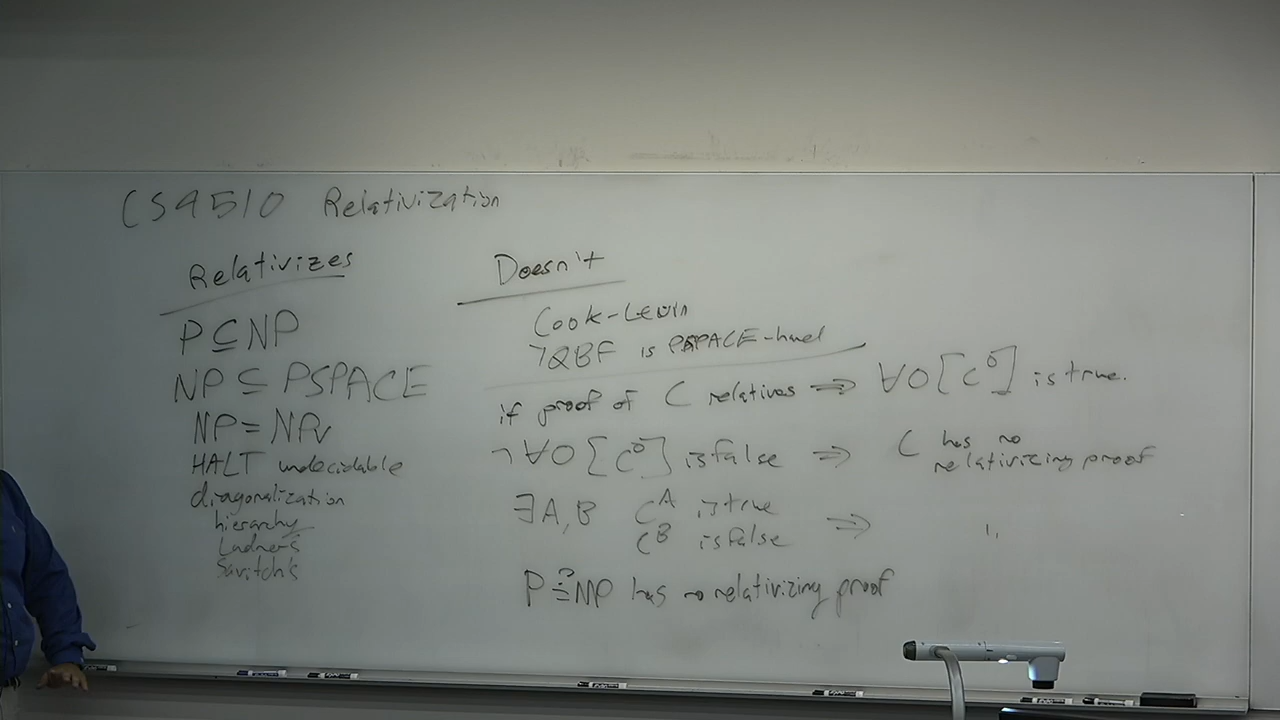 CS4510 Relativization
Relativizes
P ⊆ NP
NP ⊆ PSPACE
NP = NPv
HALT undecidable
diagonalization
hierarchy
Ladner's
Savitch's
Doesn't
Cook-Levin
TQBF is PSPACE-hard
if proof of C relatives ⇒ ∀O[C^O] is true.
¬∀O[C^O] is false ⇒ C has no relativizing proof
∃A,B C^A is true
C^B is false ⇒ ''
P ≟ NP has no relativizing proof